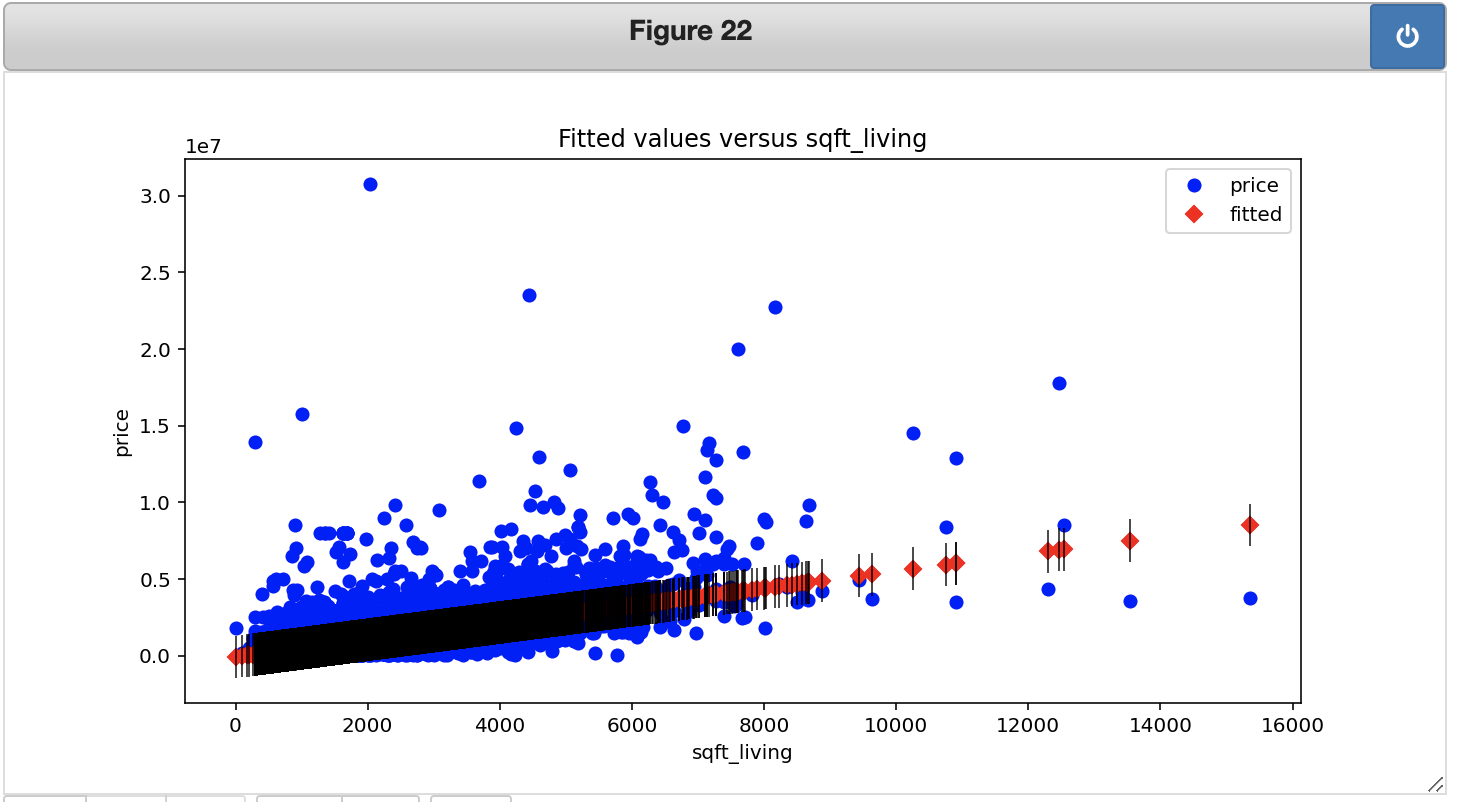 Figure 22
Fitted values versus sqft_living
1e7
price
fitted
3.0
2.5
2.0
1.5
1.0
0.5
0.0
price
0 2000 4000 6000 8000 10000 12000 14000 16000
sqft_living